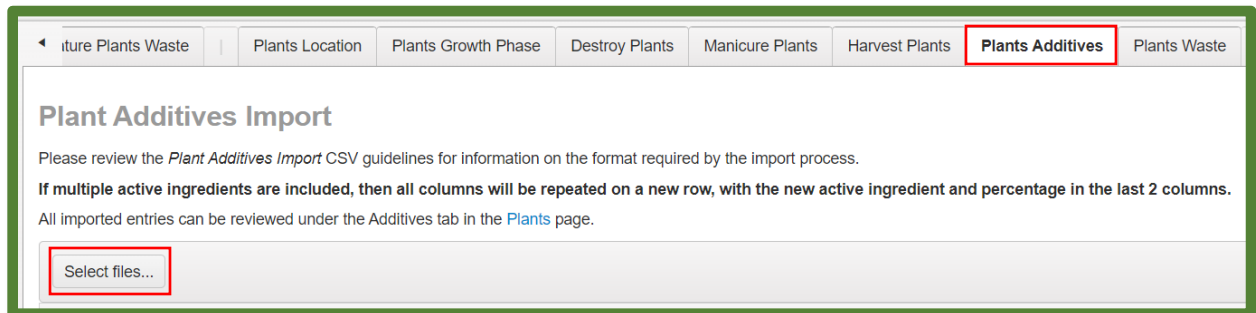 ature Plants Waste | Plants Location Plants Growth Phase Destroy Plants Manicure Plants Harvest Plants Plants Additives Plants Waste
Plant Additives Import
Please review the Plant Additives Import CSV guidelines for information on the format required by the import process.
If multiple active ingredients are included, then all columns will be repeated on a new row, with the new active ingredient and percentage in the last 2 columns.
All imported entries can be reviewed under the Additives tab in the Plants page.
Select files...